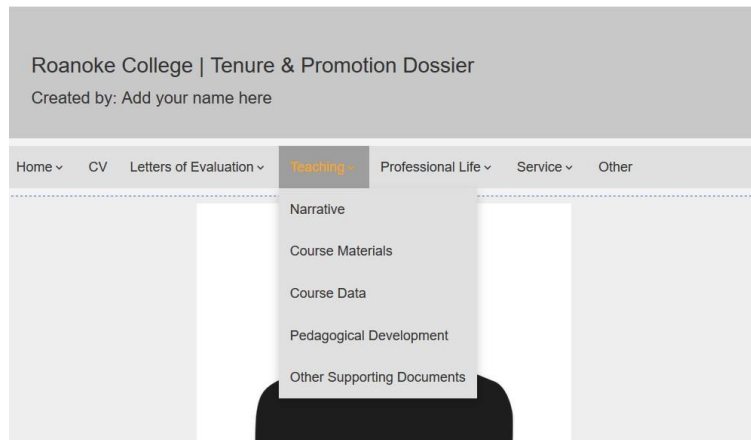 Roanoke College | Tenure & Promotion Dossier
Created by: Add your name here
Home CV Letters of Evaluation Teaching Professional Life Service Other
Narrative
Course Materials
Course Data
Pedagogical Development
Other Supporting Documents